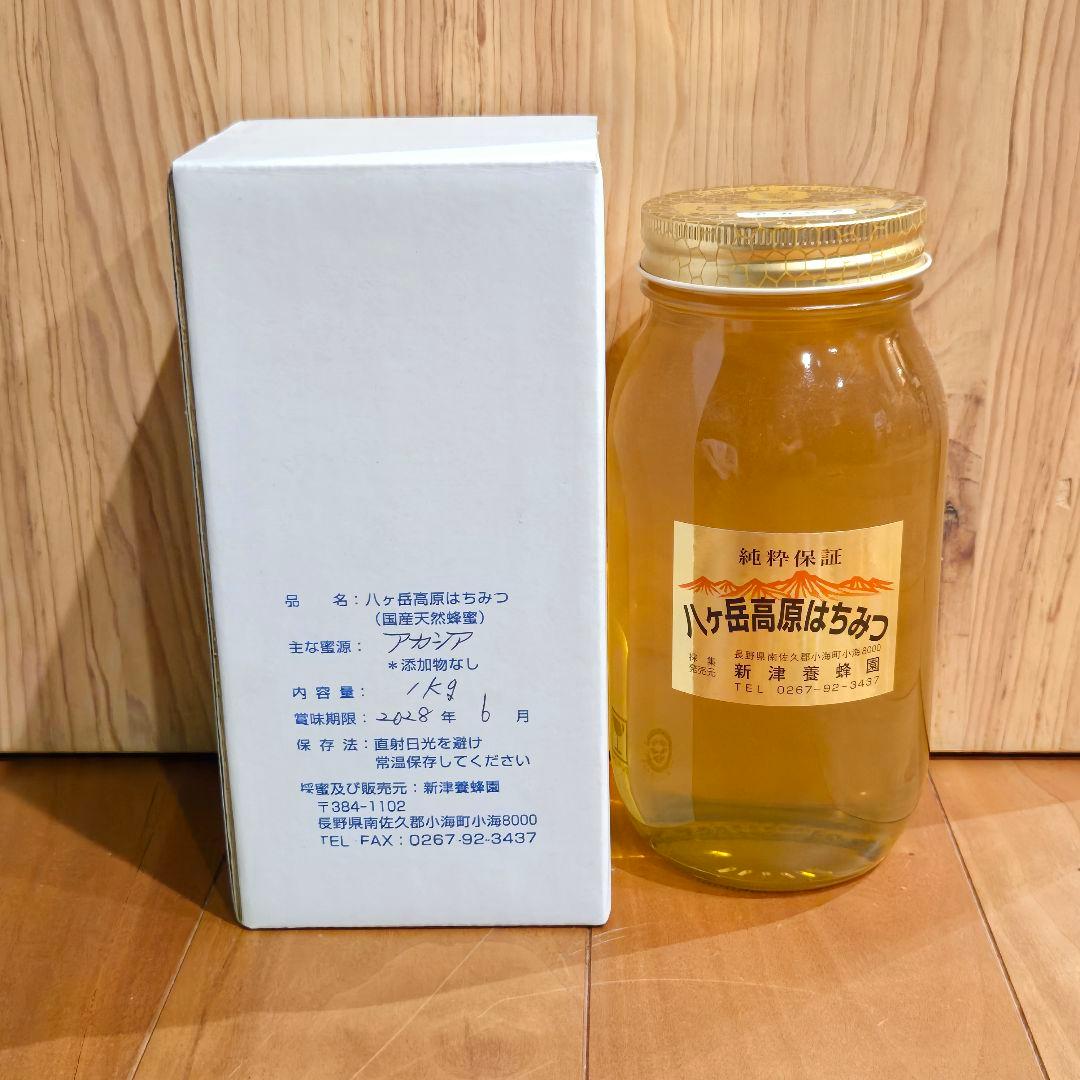 品 名：八ヶ岳高原はちみつ
（国産天然蜂蜜）
主な蜜源：アカシア
＊添加物なし
内容量：1kg
賞味期限：2028年 6 月
保存法：直射日光を避け
常温保存してください
採蜜及び販売元：新津養蜂園
〒384-1102
長野県南佐久郡小海町小海8000
TEL・FAX：0267-92-3437
純粋保証
八ヶ岳高原はちみつ
長野県南佐久郡小海町小海8000
採集
発売元 新津養蜂園
TEL 0267-92-3437